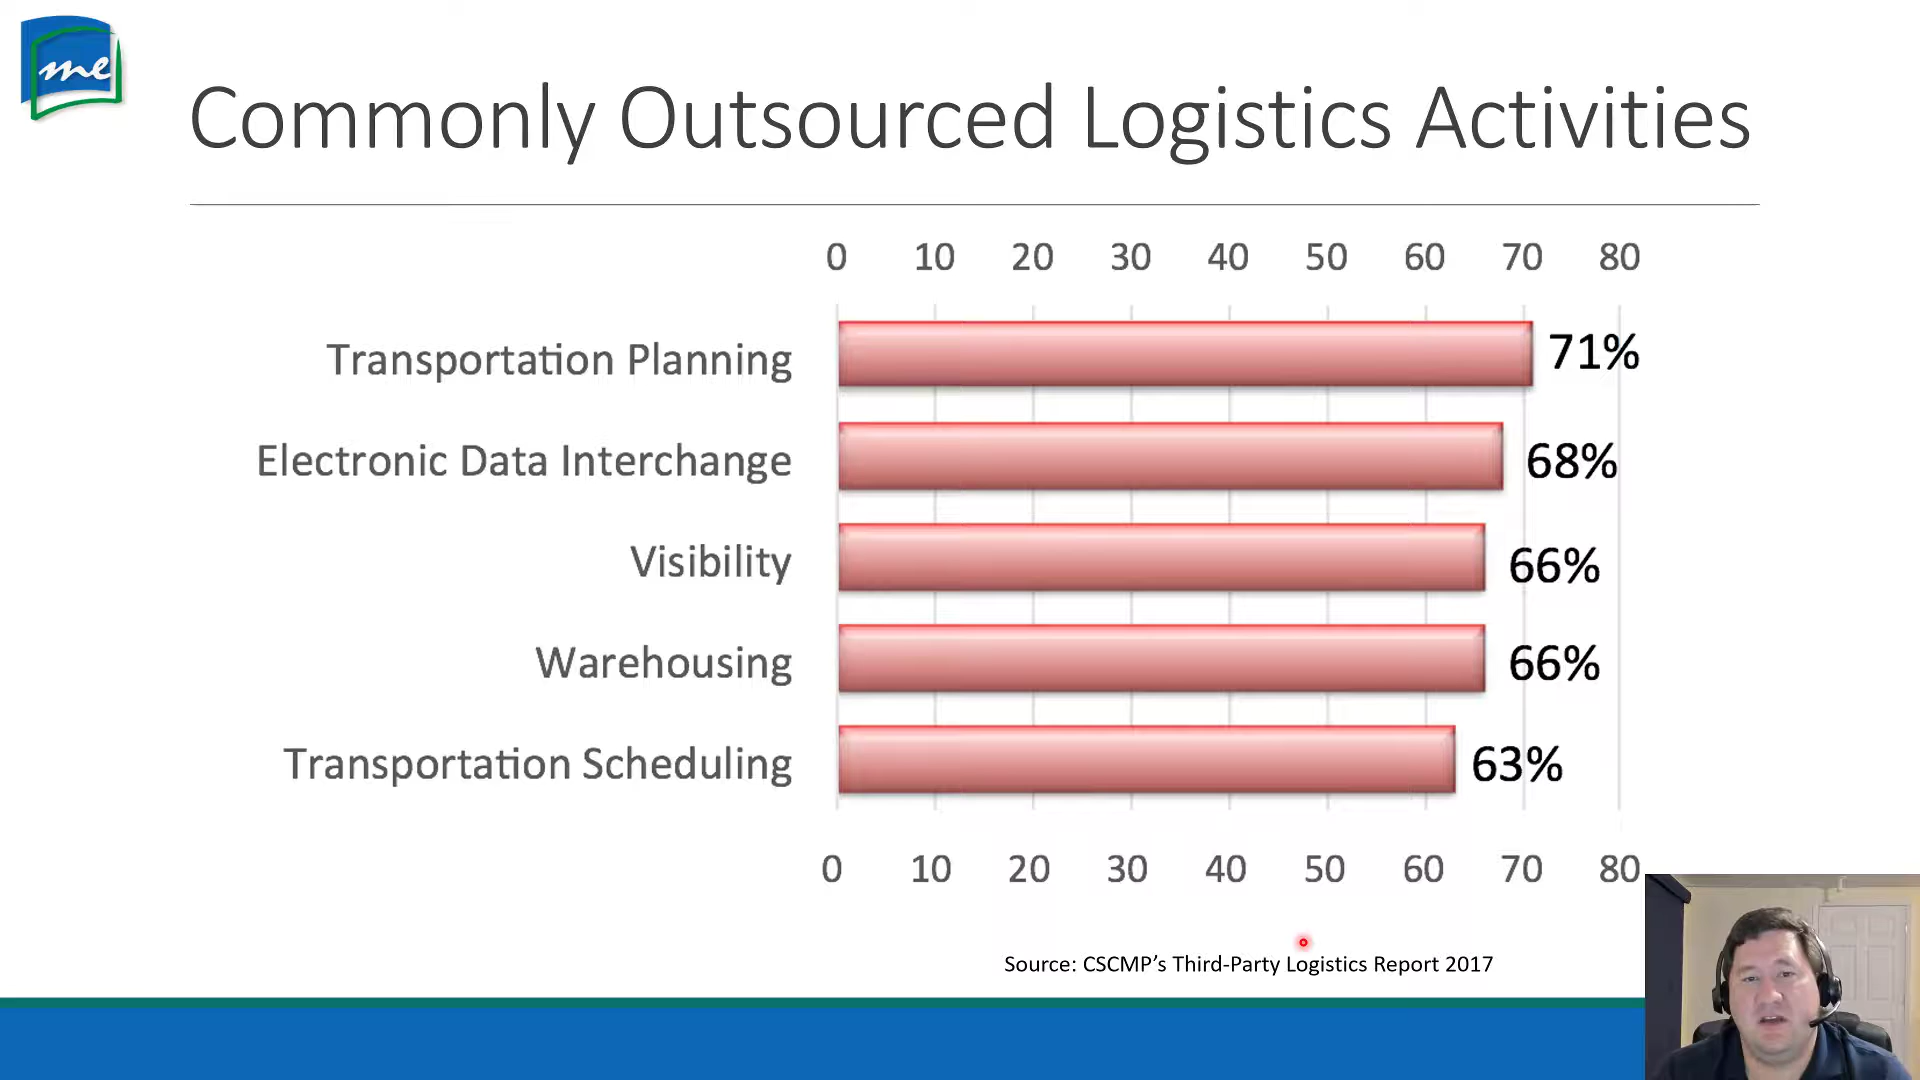 me
Commonly Outsourced Logistics Activities
0 10 20 30 40 50 60 70 80
Transportation Planning 71%
Electronic Data Interchange 68%
Visibility 66%
Warehousing 66%
Transportation Scheduling 63%
0 10 20 30 40 50 60 70 80
Source: CSCMP’s Third-Party Logistics Report 2017